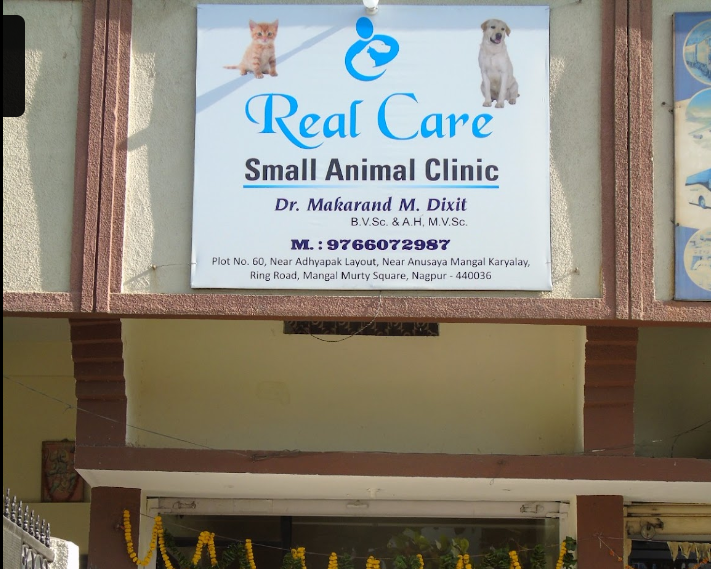 Real Care
Small Animal Clinic
Dr. Makarand M. Dixit
B.V.Sc. & A.H, M.V.Sc.
M. : 9766072987
Plot No. 60, Near Adhyapak Layout, Near Anusaya Mangal Karyalay,
Ring Road, Mangal Murty Square, Nagpur - 440036